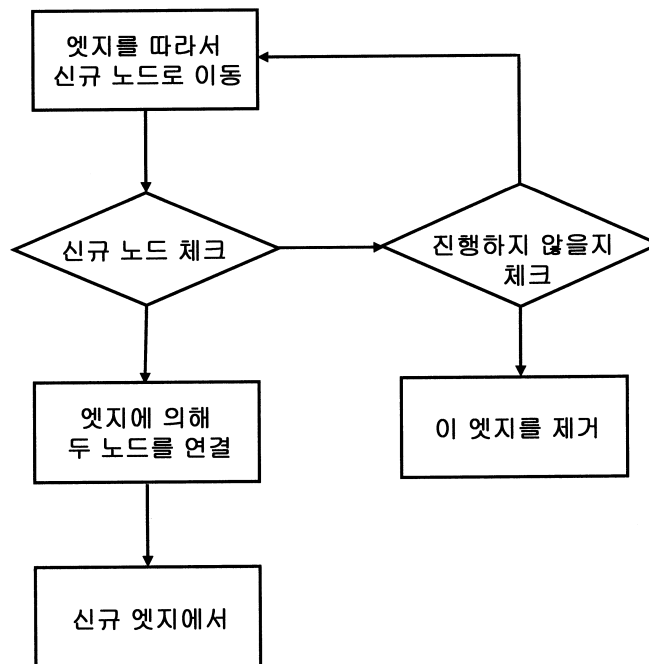 엣지를 따라서
신규 노드로 이동
신규 노드 체크
진행하지 않을지
체크
엣지에 의해
두 노드를 연결
이 엣지를 제거
신규 엣지에서